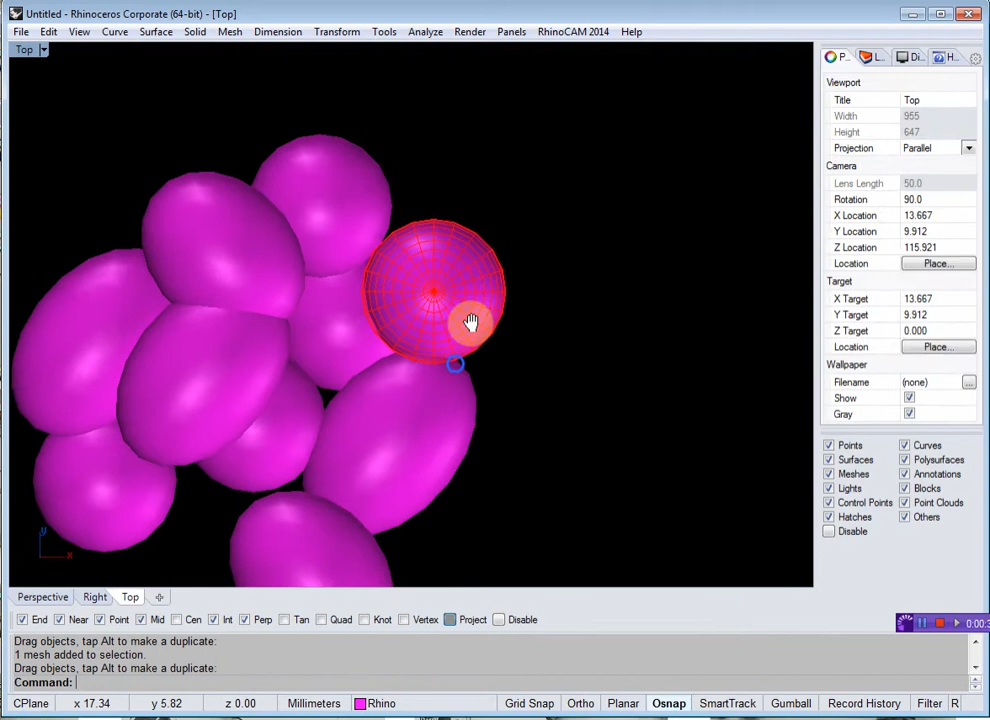 Untitled - Rhinoceros Corporate (64-bit) - [Top]
File Edit View Curve Surface Solid Mesh Dimension Transform Tools Analyze Render Panels RhinoCAM 2014 Help
Top
P... L... Di... H...
Viewport
Title Top
Width 955
Height 647
Projection Parallel
Camera
Lens Length 50.0
Rotation 90.0
X Location 13.667
Y Location 9.912
Z Location 115.921
Location Place...
Target
X Target 13.667
Y Target 9.912
Z Target 0.000
Location Place...
Wallpaper
Filename (none) ...
Show
Gray
Points Curves
Surfaces Polysurfaces
Meshes Annotations
Lights Blocks
Control Points Point Clouds
Hatches Others
Disable
y
x
Perspective Right Top
End Near Point Mid Cen Int Perp Tan Quad Knot Vertex Project Disable
0:00:3
Drag objects, tap Alt to make a duplicate:
1 mesh added to selection.
Drag objects, tap Alt to make a duplicate:
Command:
CPlane x 17.34 y 5.82 z 0.00 Millimeters Rhino Grid Snap Ortho Planar Osnap SmartTrack Gumball Record History Filter R